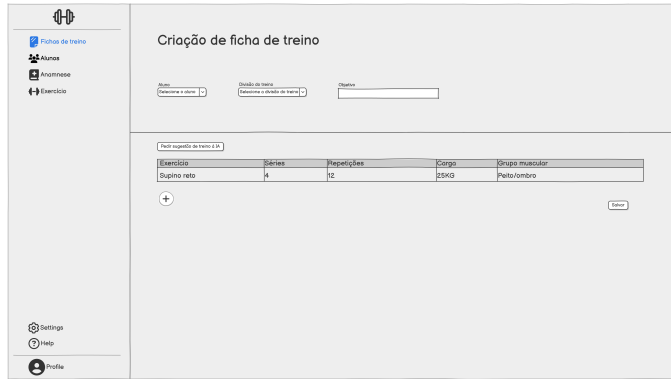 Fichas de treino
Alunos
Anamnese
Exercício
Settings
Help
Profile
Criação de ficha de treino
Aluno
Selecione o aluno
Divisão de treino
Selecione a divisão do treino
Objetivo
Pedir sugestão de treino á IA
Exercício Séries Repetições Carga Grupo muscular
Supino reto 4 12 25KG Peito/ombro
Salvar